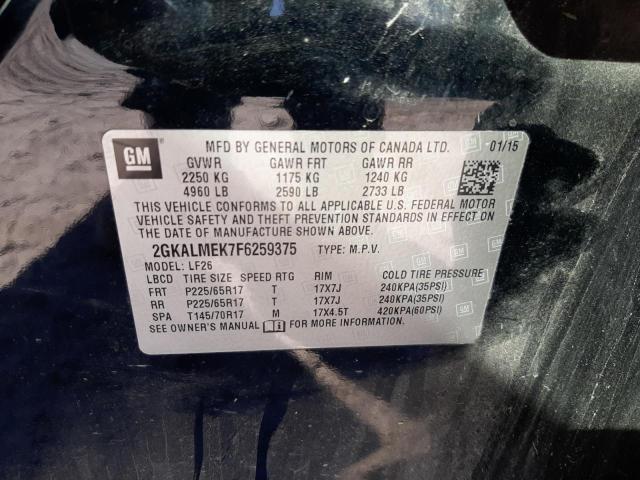 GM
MFD BY GENERAL MOTORS OF CANADA LTD. 01/15
GVWR GAWR FRT GAWR RR
2250 KG 1175 KG 1240 KG
4960 LB 2590 LB 2733 LB
THIS VEHICLE CONFORMS TO ALL APPLICABLE U.S. FEDERAL MOTOR
VEHICLE SAFETY AND THEFT PREVENTION STANDARDS IN EFFECT ON
THE DATE OF MANUFACTURE SHOWN ABOVE.
2GKALMEK7F6259375 TYPE: M.P.V.
MODEL: LF26
LBCD TIRE SIZE SPEED RTG RIM COLD TIRE PRESSURE
FRT P225/65R17 T 17X7J 240KPA(35PSI)
RR P225/65R17 T 17X7J 240KPA(35PSI)
SPA T145/70R17 M 17X4.5T 420KPA(60PSI)
SEE OWNER'S MANUAL FOR MORE INFORMATION.